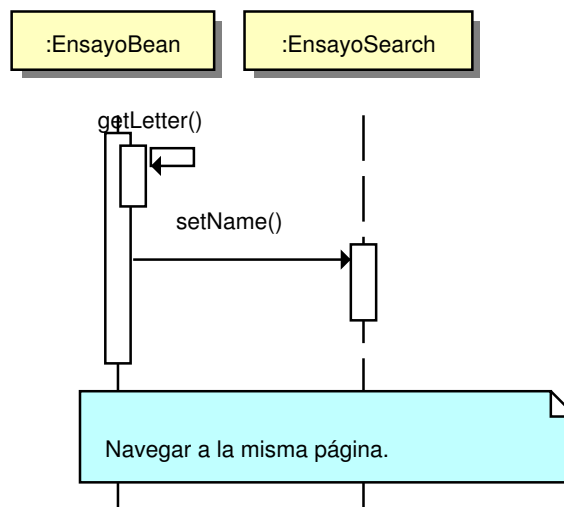 :EnsayoBean
:EnsayoSearch
getLetter()
setName()
Navegar a la misma página.